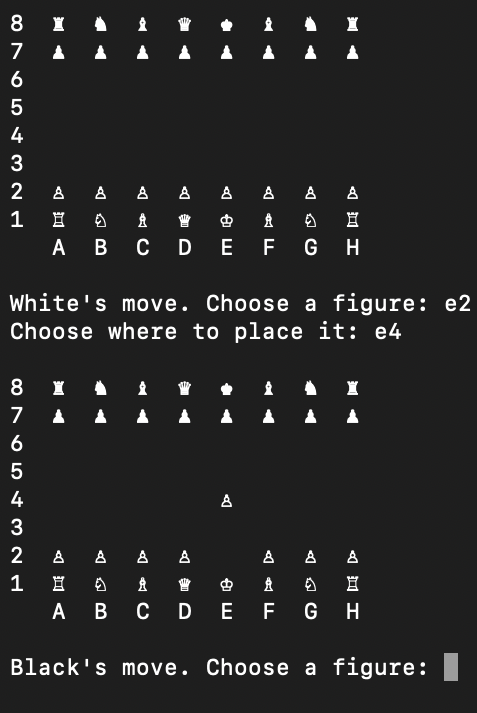 8 ♜ ♞ ♝ ♛ ♚ ♝ ♞ ♜
7 ♟ ♟ ♟ ♟ ♟ ♟ ♟ ♟
6
5
4
3
2 ♙ ♙ ♙ ♙ ♙ ♙ ♙ ♙
1 ♖ ♘ ♗ ♛ ♔ ♗ ♘ ♖
A B C D E F G H
White's move. Choose a figure: e2
Choose where to place it: e4
8 ♜ ♞ ♝ ♛ ♚ ♝ ♞ ♜
7 ♟ ♟ ♟ ♟ ♟ ♟ ♟ ♟
6
5
4 ♙
3
2 ♙ ♙ ♙ ♙ ♙ ♙ ♙
1 ♖ ♘ ♗ ♛ ♔ ♗ ♘ ♖
A B C D E F G H
Black's move. Choose a figure: